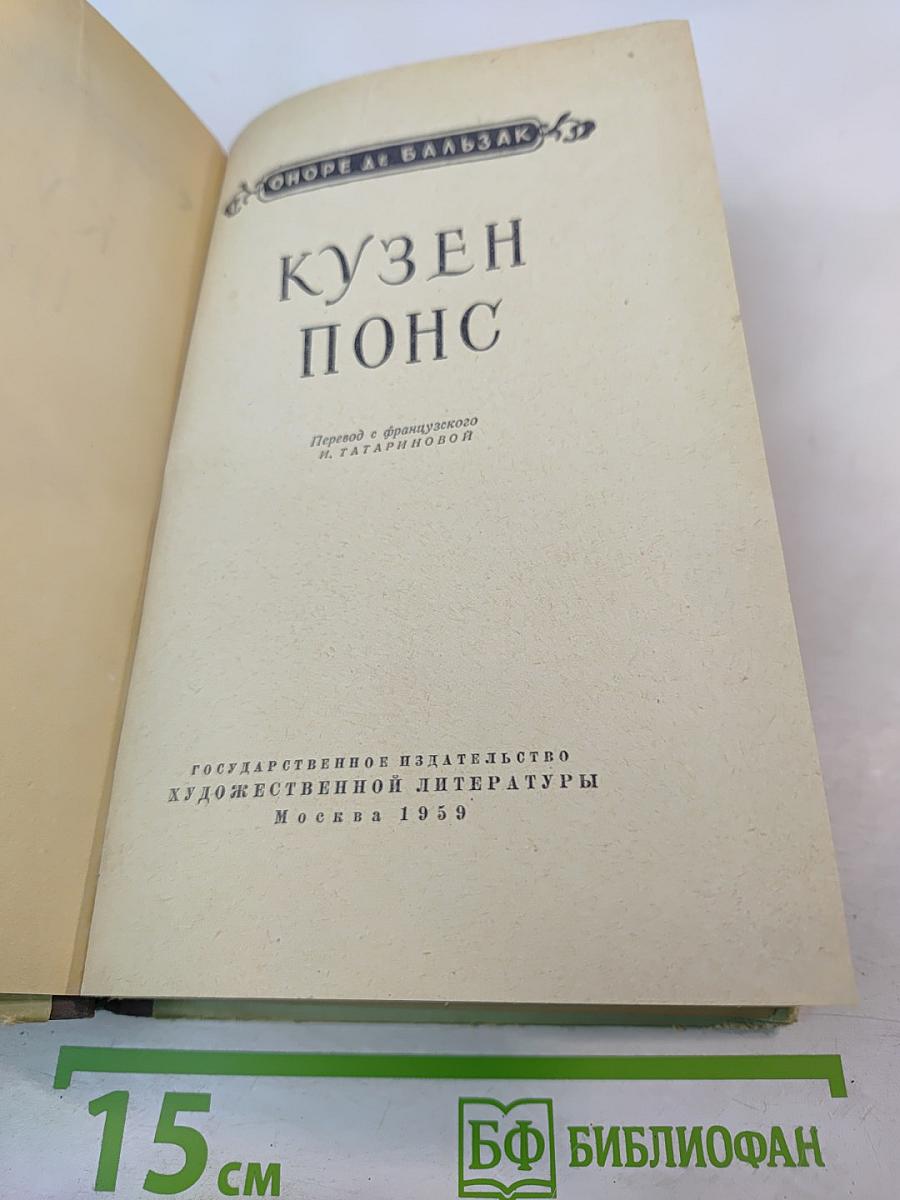 ОНОРЕ де БАЛЬЗАК
КУЗЕН
ПОНС
Перевод с французского
И. ТАТАРИНОВОЙ
ГОСУДАРСТВЕННОЕ ИЗДАТЕЛЬСТВО
ХУДОЖЕСТВЕННОЙ ЛИТЕРАТУРЫ
Москва 1959
15 см
БФ БИБЛИОФАН